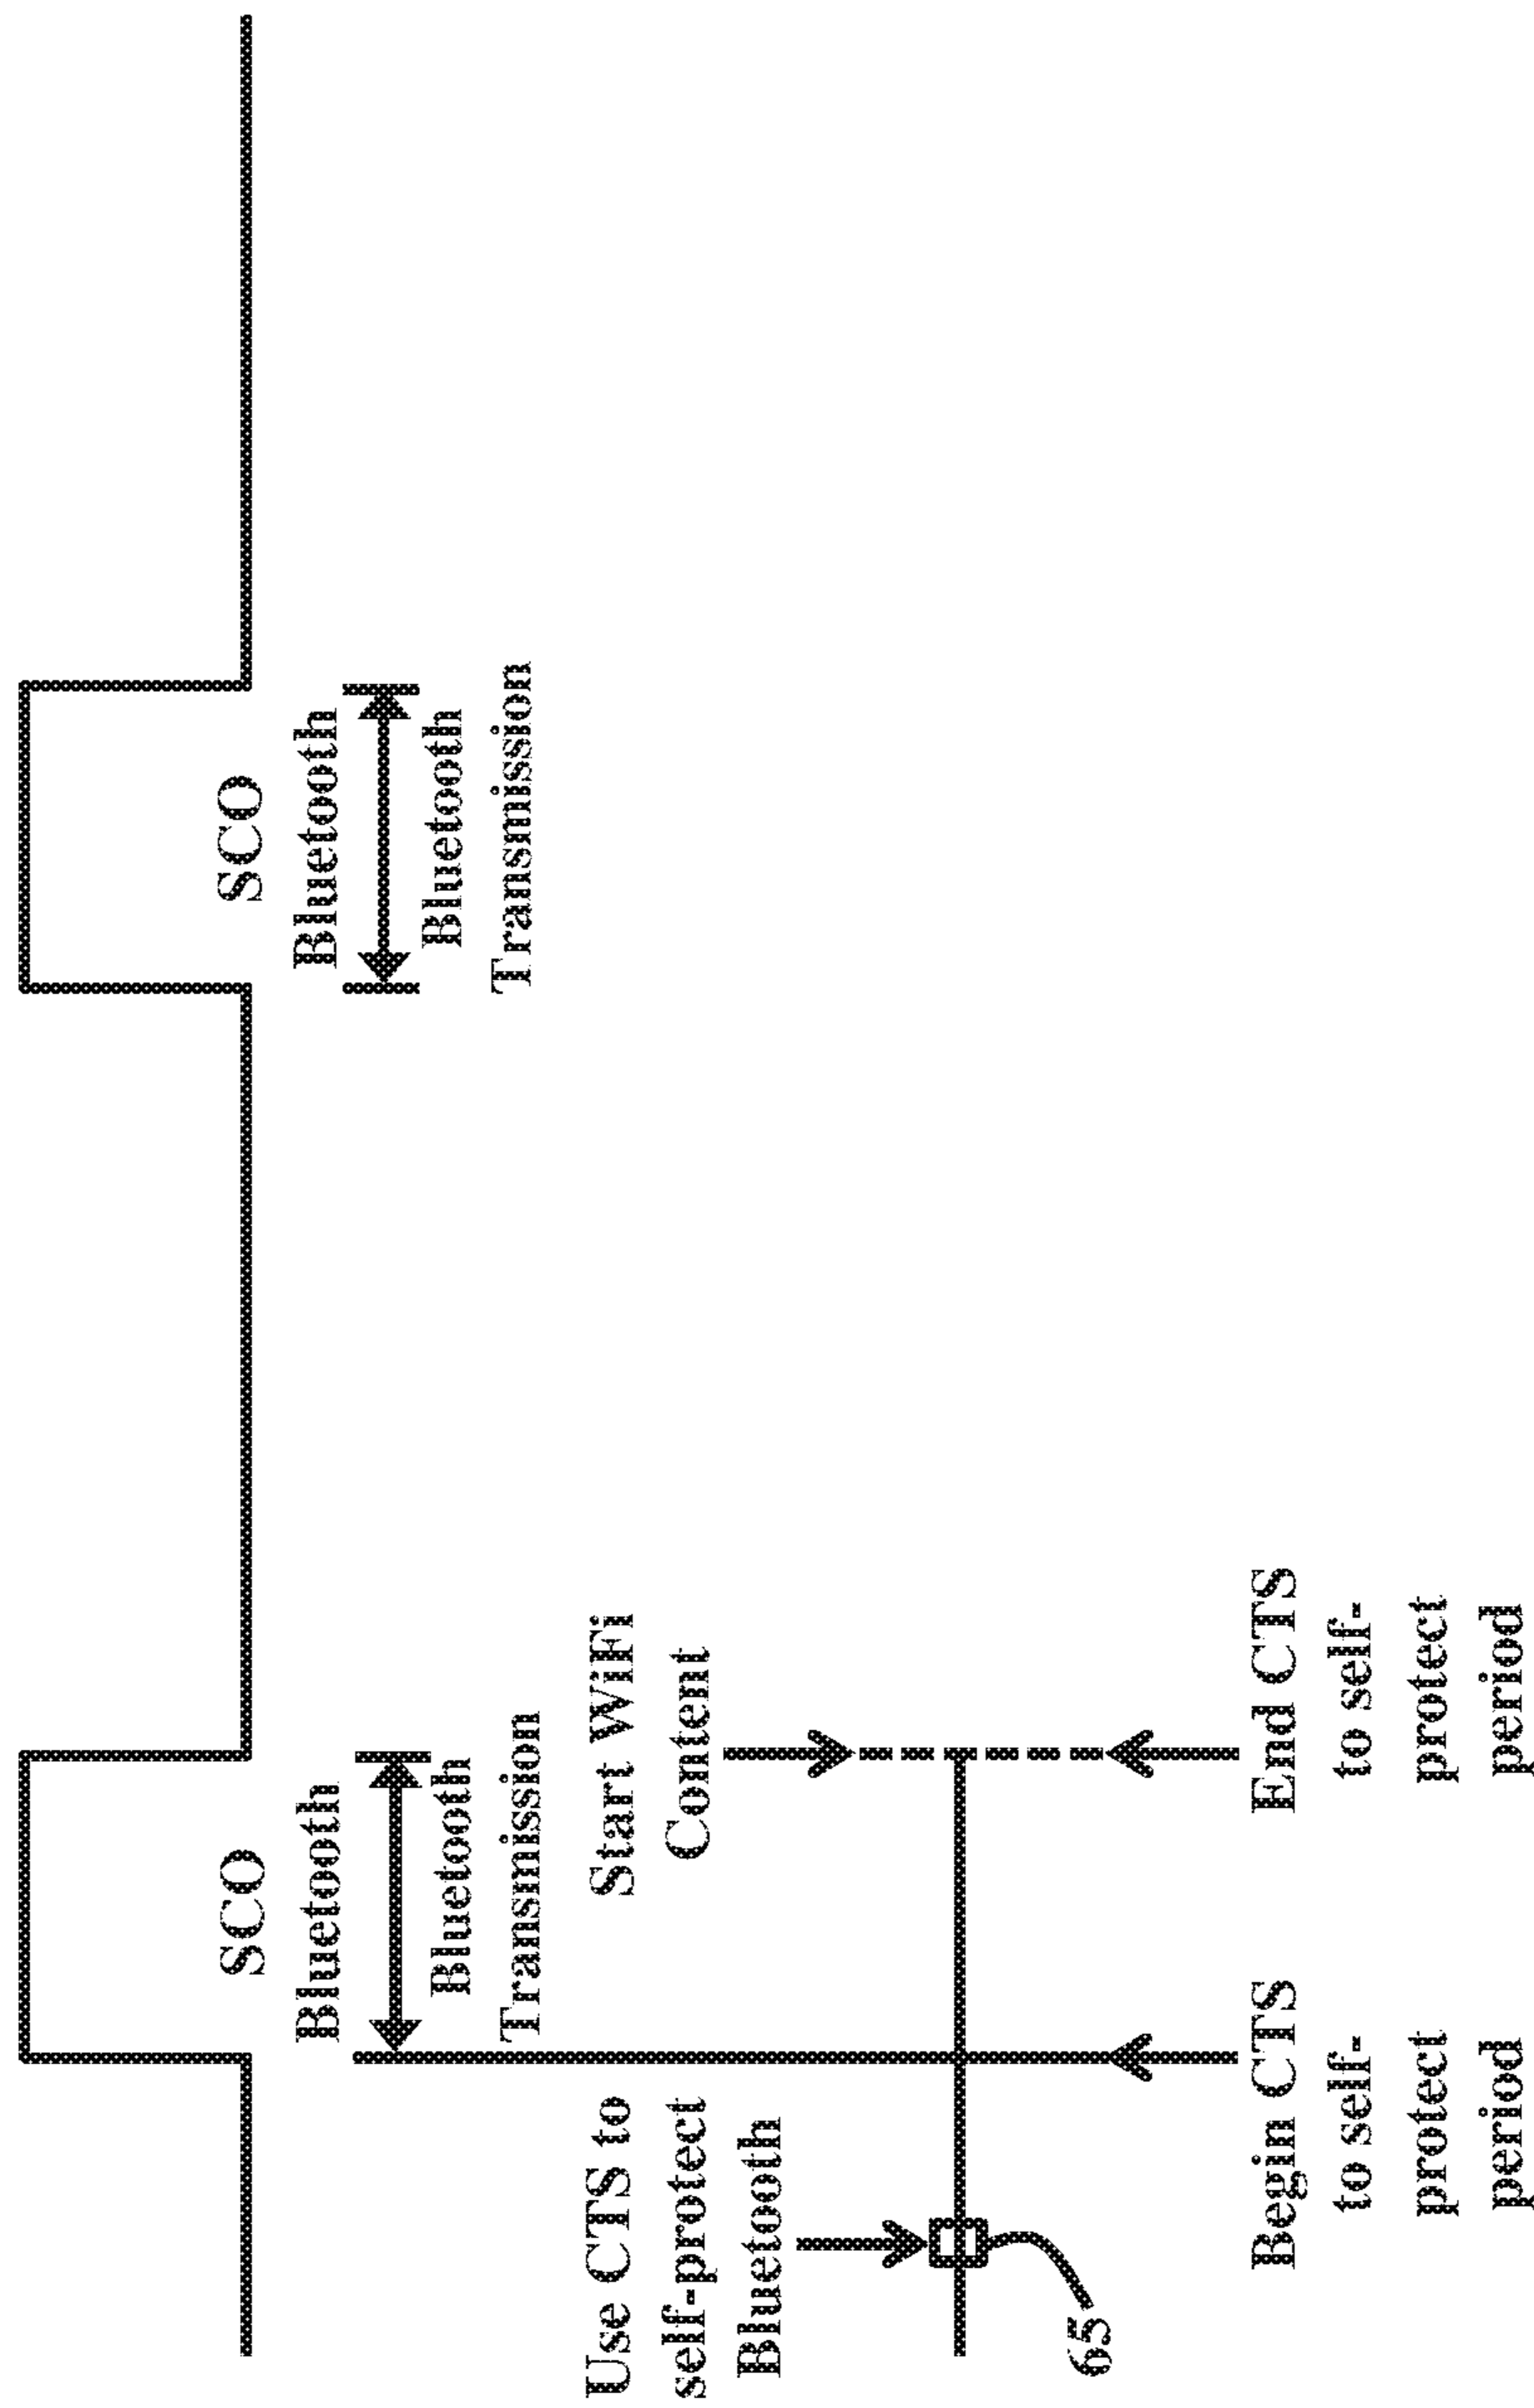 SCO
Bluetooth
Bluetooth
Transmission
SCO
Bluetooth
Bluetooth
Transmission
Use CTS to
self-protect
Bluetooth
Start WiFi
Content
65
Begin CTS
to self-
protect
period
End CTS
to self-
protect
period